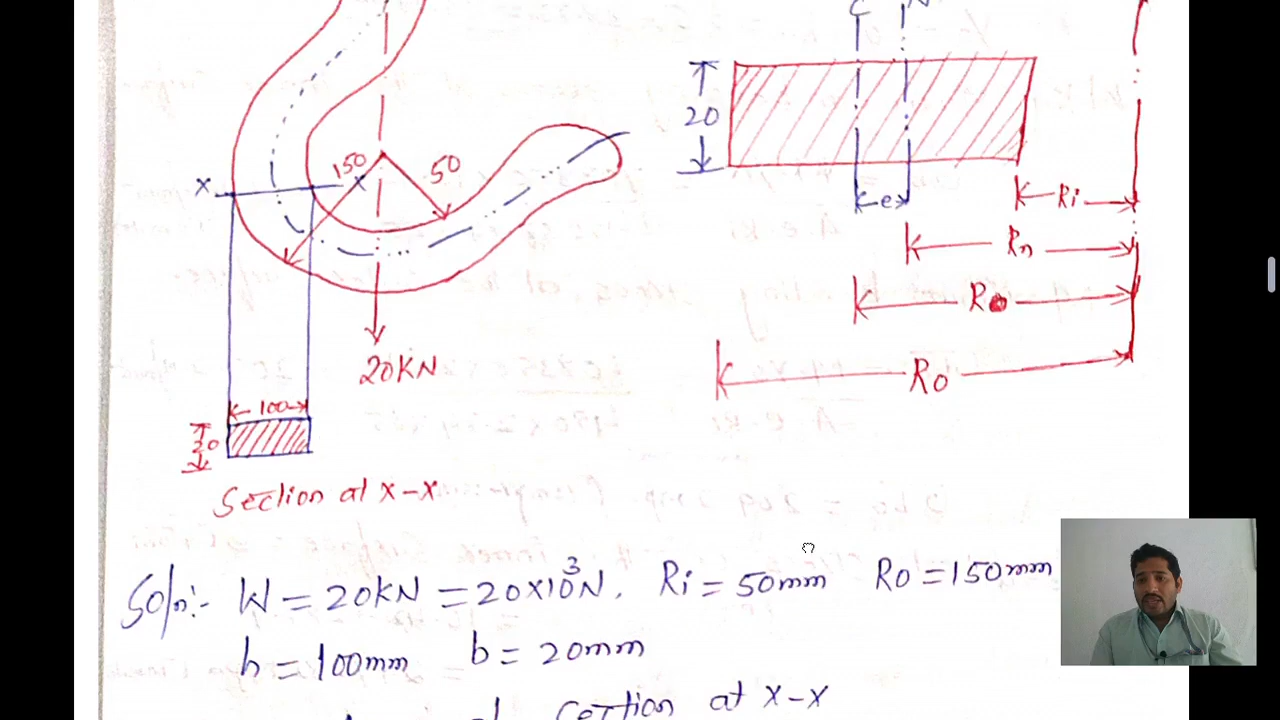 C N
20
e
Ri
Rn
R
Ro
X
150
X
50
20KN
100
20
Section at X-X
Soln:- W = 20KN = 20×10³N, Ri = 50mm Ro = 150mm
h = 100mm b = 20mm
section at X-X